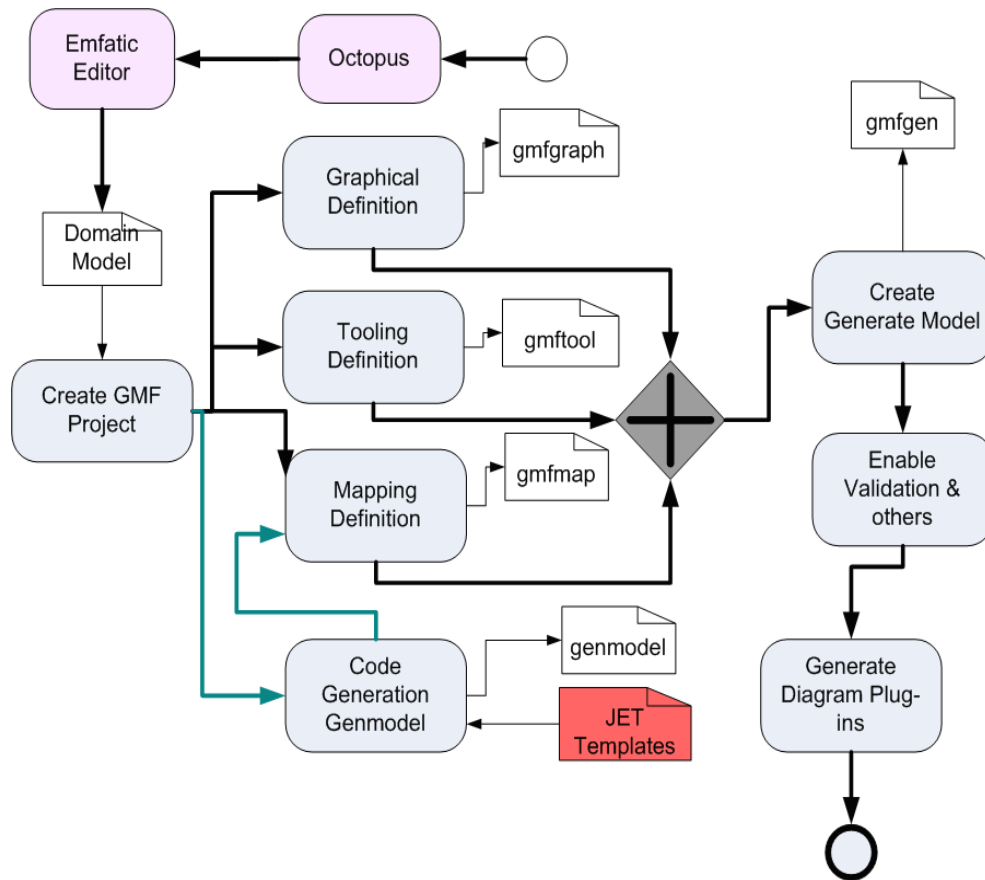 Emfatic
Editor
Octopus
gmfgen
gmfgraph
Graphical
Definition
Domain
Model
Create
Generate Model
Tooling
Definition
gmftool
Create GMF
Project
Enable
Validation &
others
Mapping
Definition
gmfmap
Code
Generation
Genmodel
genmodel
JET
Templates
Generate
Diagram Plug-
ins